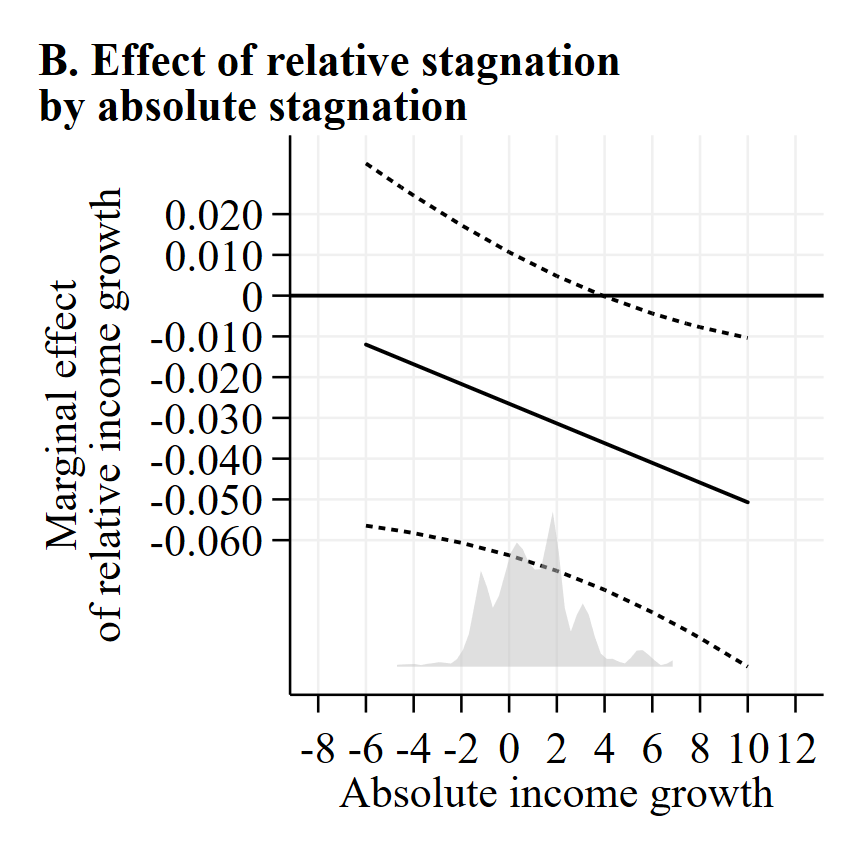 B. Effect of relative stagnation
by absolute stagnation
Marginal effect
of relative income growth
0.020
0.010
0
-0.010
-0.020
-0.030
-0.040
-0.050
-0.060
-8 -6 -4 -2 0 2 4 6 8 10 12
Absolute income growth